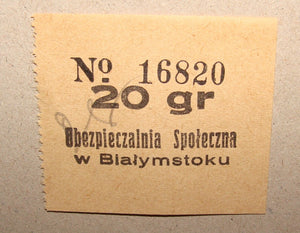 № 16820
20 gr
Ubezpieczalnia Społeczna
w Białymstoku